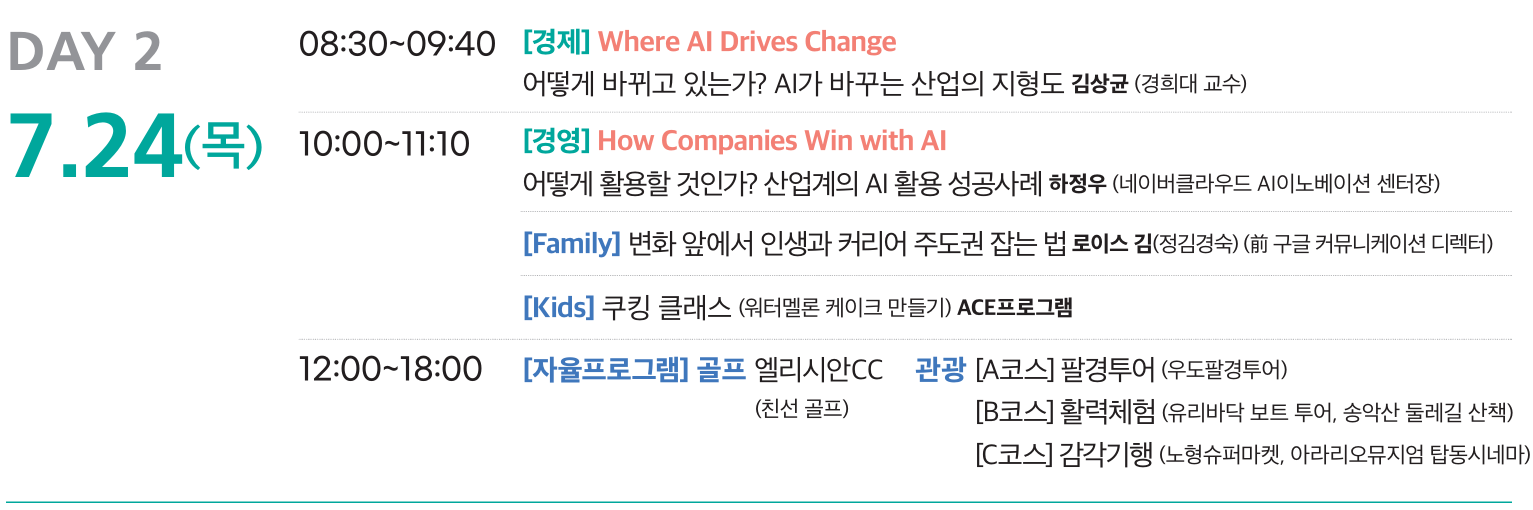 DAY 2
7.24(목)
08:30~09:40
[경제] Where AI Drives Change
어떻게 바뀌고 있는가? AI가 바꾸는 산업의 지형도 김상균 (경희대 교수)
10:00~11:10
[경영] How Companies Win with AI
어떻게 활용할 것인가? 산업계의 AI 활용 성공사례 하정우 (네이버클라우드 AI이노베이션 센터장)
[Family] 변화 앞에서 인생과 커리어 주도권 잡는 법 로이스 김(정김경숙) (前 구글 커뮤니케이션 디렉터)
[Kids] 쿠킹 클래스 (워터멜론 케이크 만들기) ACE프로그램
12:00~18:00
[자율프로그램] 골프 엘리시안CC
(친선 골프)
관광 [A코스] 팔경투어 (우도팔경투어)
[B코스] 활력체험 (유리바닥 보트 투어, 송악산 둘레길 산책)
[C코스] 감각기행 (노형슈퍼마켓, 아라리오뮤지엄 탑동시네마)